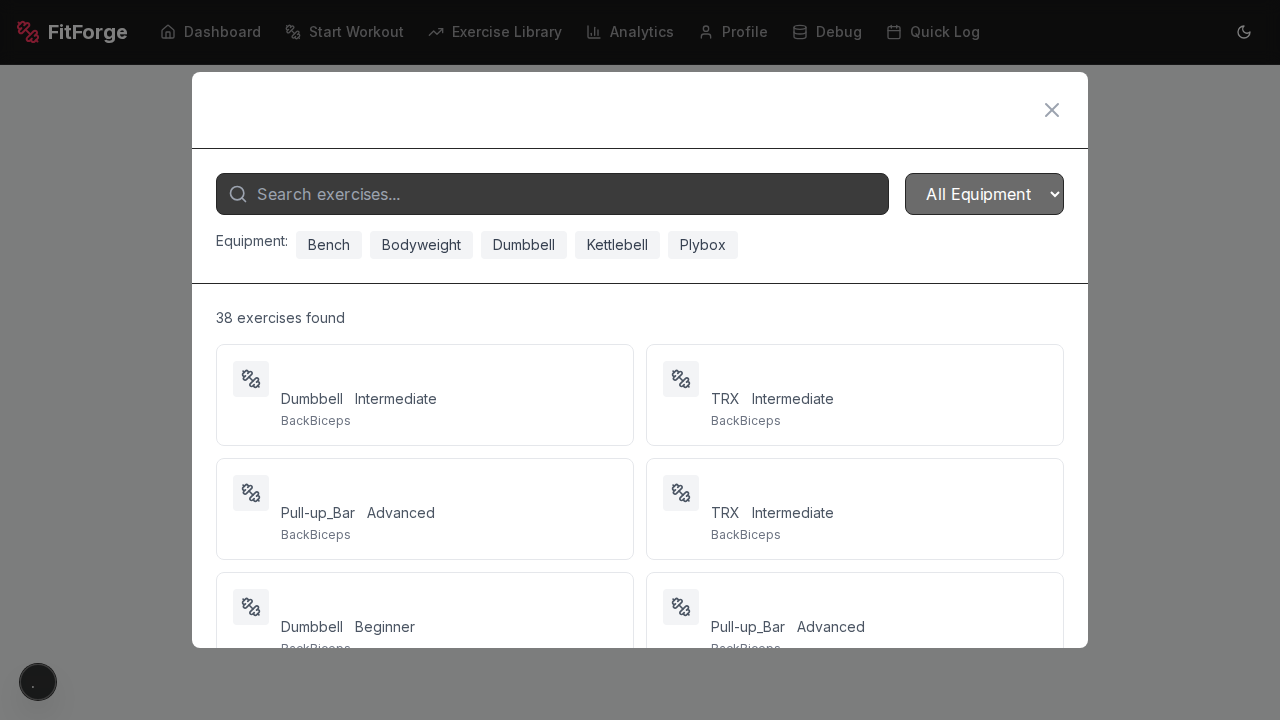 FitForge Dashboard Start Workout Exercise Library Analytics Profile Debug Quick Log
Search exercises... All Equipment
Equipment: Bench Bodyweight Dumbbell Kettlebell Plybox
38 exercises found
Dumbbell Intermediate
BackBiceps
TRX Intermediate
BackBiceps
Pull-up_Bar Advanced
BackBiceps
TRX Intermediate
BackBiceps
Dumbbell Beginner
BackBiceps
Pull-up_Bar Advanced
BackBiceps